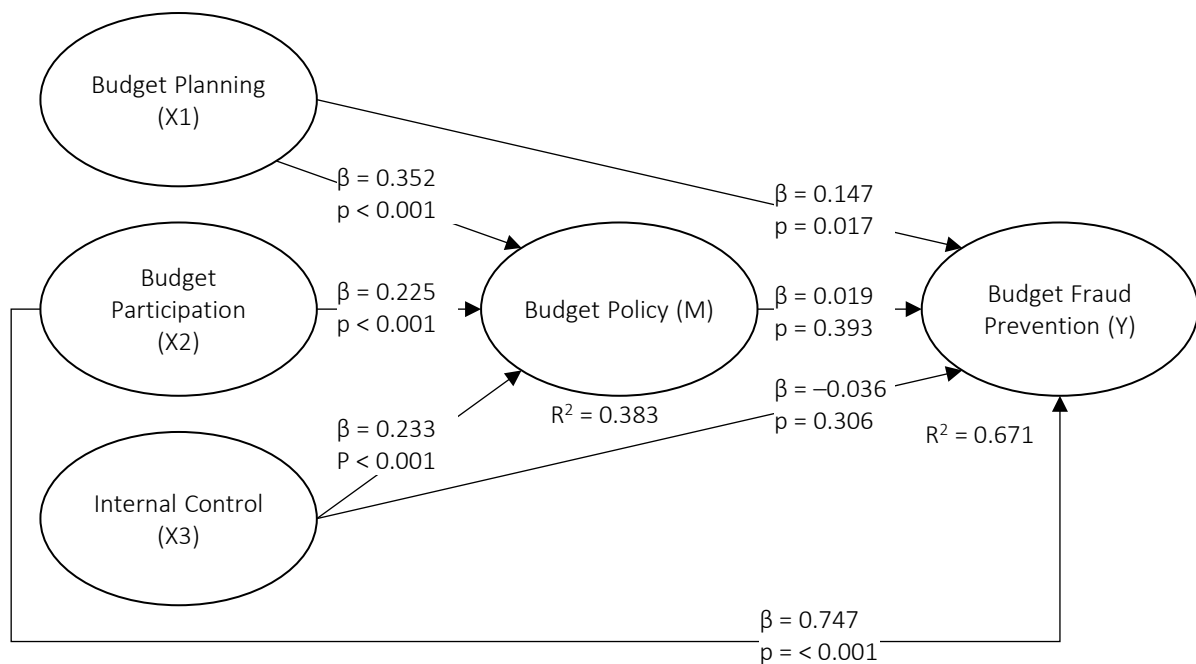 Budget Planning
(X1)
β = 0.352
p < 0.001
β = 0.147
p = 0.017
Budget
Participation
(X2)
β = 0.225
p < 0.001
Budget Policy (M)
β = 0.019
p = 0.393
Budget Fraud
Prevention (Y)
β = –0.036
p = 0.306
R² = 0.383
R² = 0.671
β = 0.233
P < 0.001
Internal Control
(X3)
β = 0.747
p = < 0.001